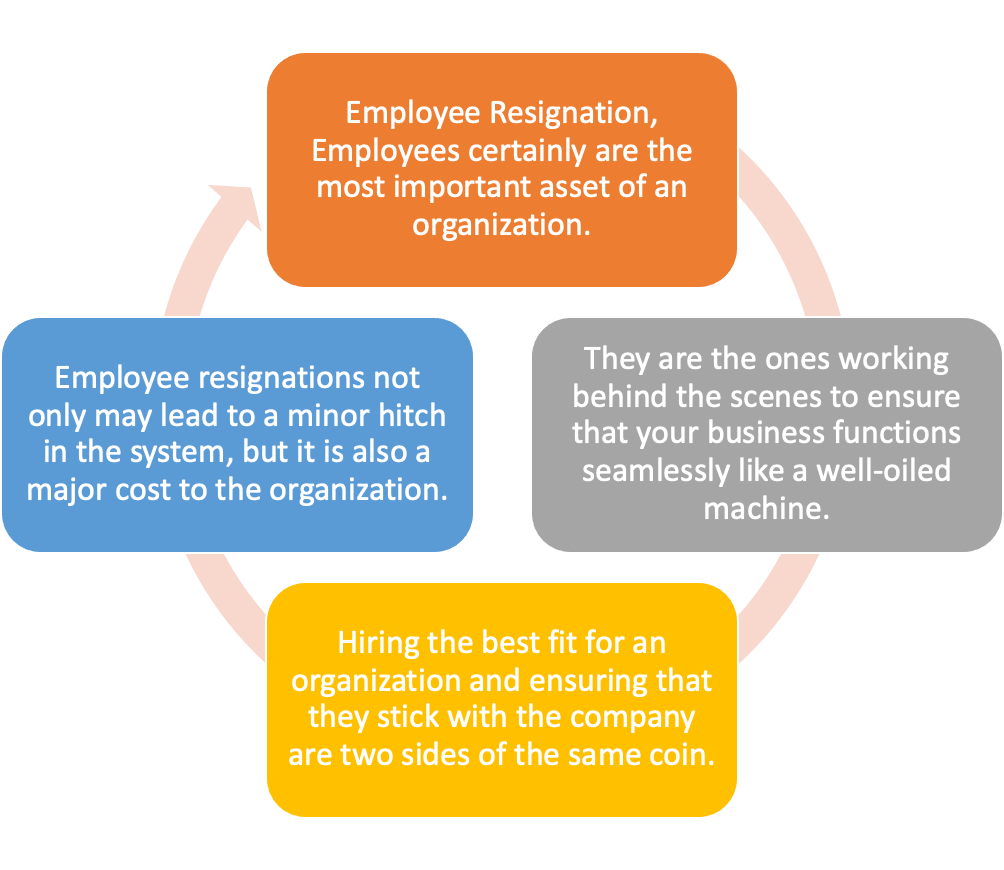 Employee Resignation,
Employees certainly are the
most important asset of an
organization.
They are the ones working
behind the scenes to ensure
that your business functions
seamlessly like a well-oiled
machine.
Hiring the best fit for an
organization and ensuring that
they stick with the company
are two sides of the same coin.
Employee resignations not
only may lead to a minor hitch
in the system, but it is also a
major cost to the organization.